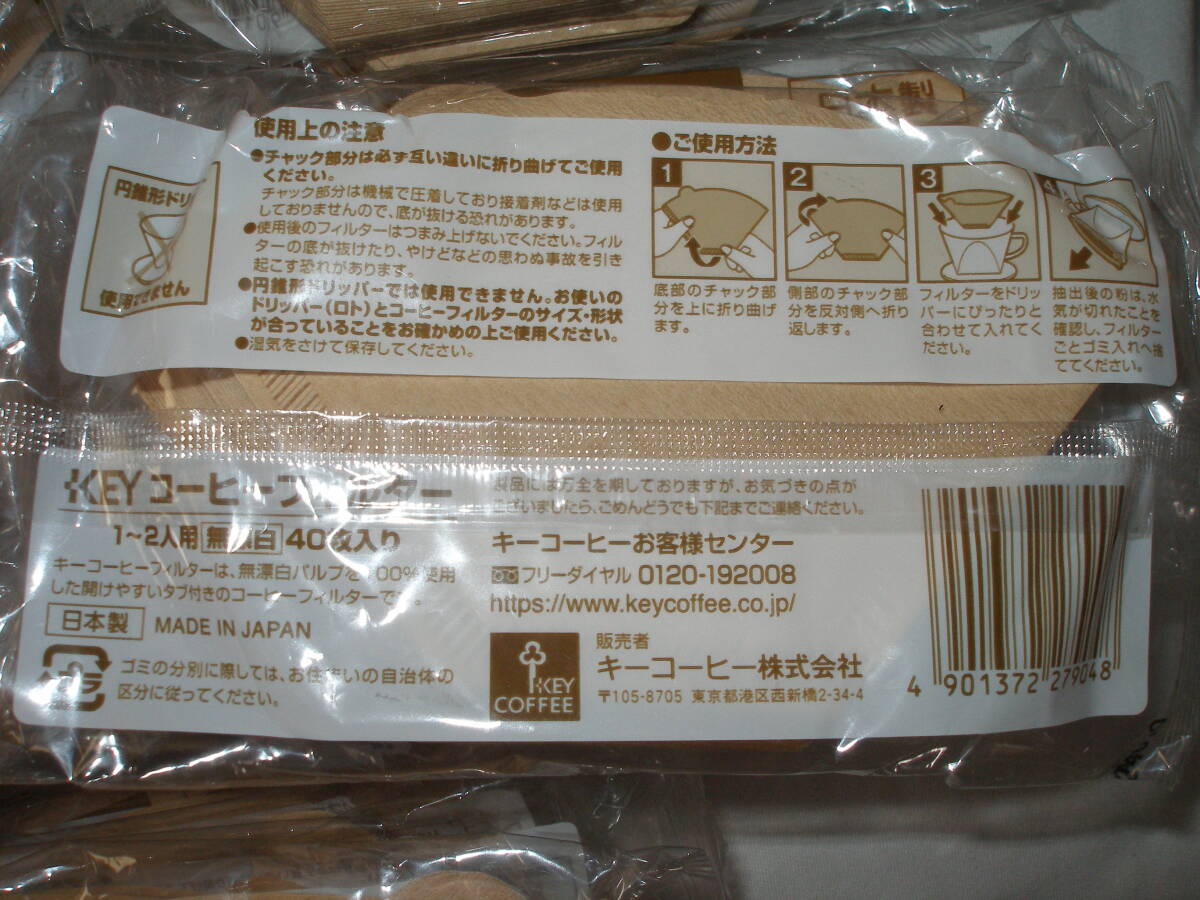 円錐形ドリ
使用できません
使用上の注意
●チャック部分は必ず互い違いに折り曲げてご使用
ください。
チャック部分は機械で圧着しており接着剤などは使用
しておりませんので、底が抜ける恐れがあります。
●使用後のフィルターはつまみ上げないでください。フィル
ターの底が抜けたり、やけどなどの思わぬ事故を引き
起こす恐れがあります。
●円錐形ドリッパーでは使用できません。お使いの
ドリッパー(ロト)とコーヒーフィルターのサイズ・形状
が合っていることをお確かめの上ご使用ください。
●湿気をさけて保存してください。
●ご使用方法
1
底部のチャック部
分を上に折り曲げ
ます。
2
側部の粉チャック部
分を反対側へ折り
返します。
3
フィルターをドリッ
パーにぴったりと
合わせて入れてく
ださい。
4
抽出後の粉は、水
気が切れたことを
確認し、フィルター
ごとゴミ入れへ捨
ててください。
KEY コーヒーフィルター
1〜2人用 無漂白 40枚入り
キーコーヒーフィルターは、無漂白パルプを100%使用
した開けやすいタブ付きのコーヒーフィルターです。
日本製 MADE IN JAPAN
プラ
ゴミの分別に際しては、お住まいの自治体の
区分に従ってください。
製品には万全を期しておりますが、お気づきの点が
ございましたら、ごめんどうでも下記までご連絡ください。
キーコーヒーお客様センター
フリーダイヤル 0120-192008
https://www.keycoffee.co.jp/
KEY
COFFEE
販売者
キーコーヒー株式会社
〒105-8705 東京都港区西新橋2-34-4
4 901372 279048